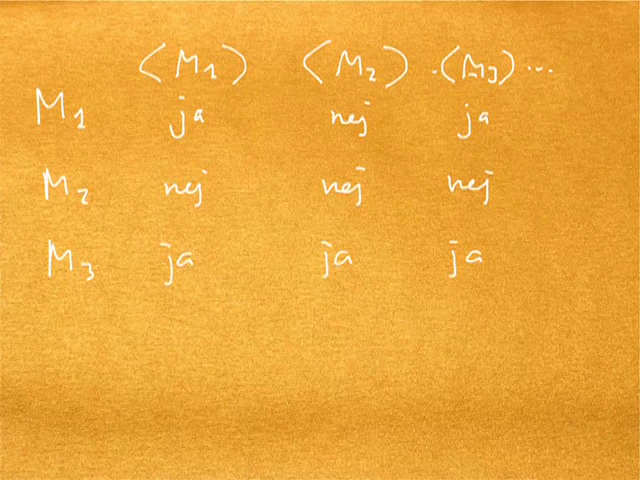 ⟨M₁⟩ ⟨M₂⟩ ⟨M₃⟩ ...
M₁ ja nej ja
M₂ nej nej nej
M₃ ja ja ja